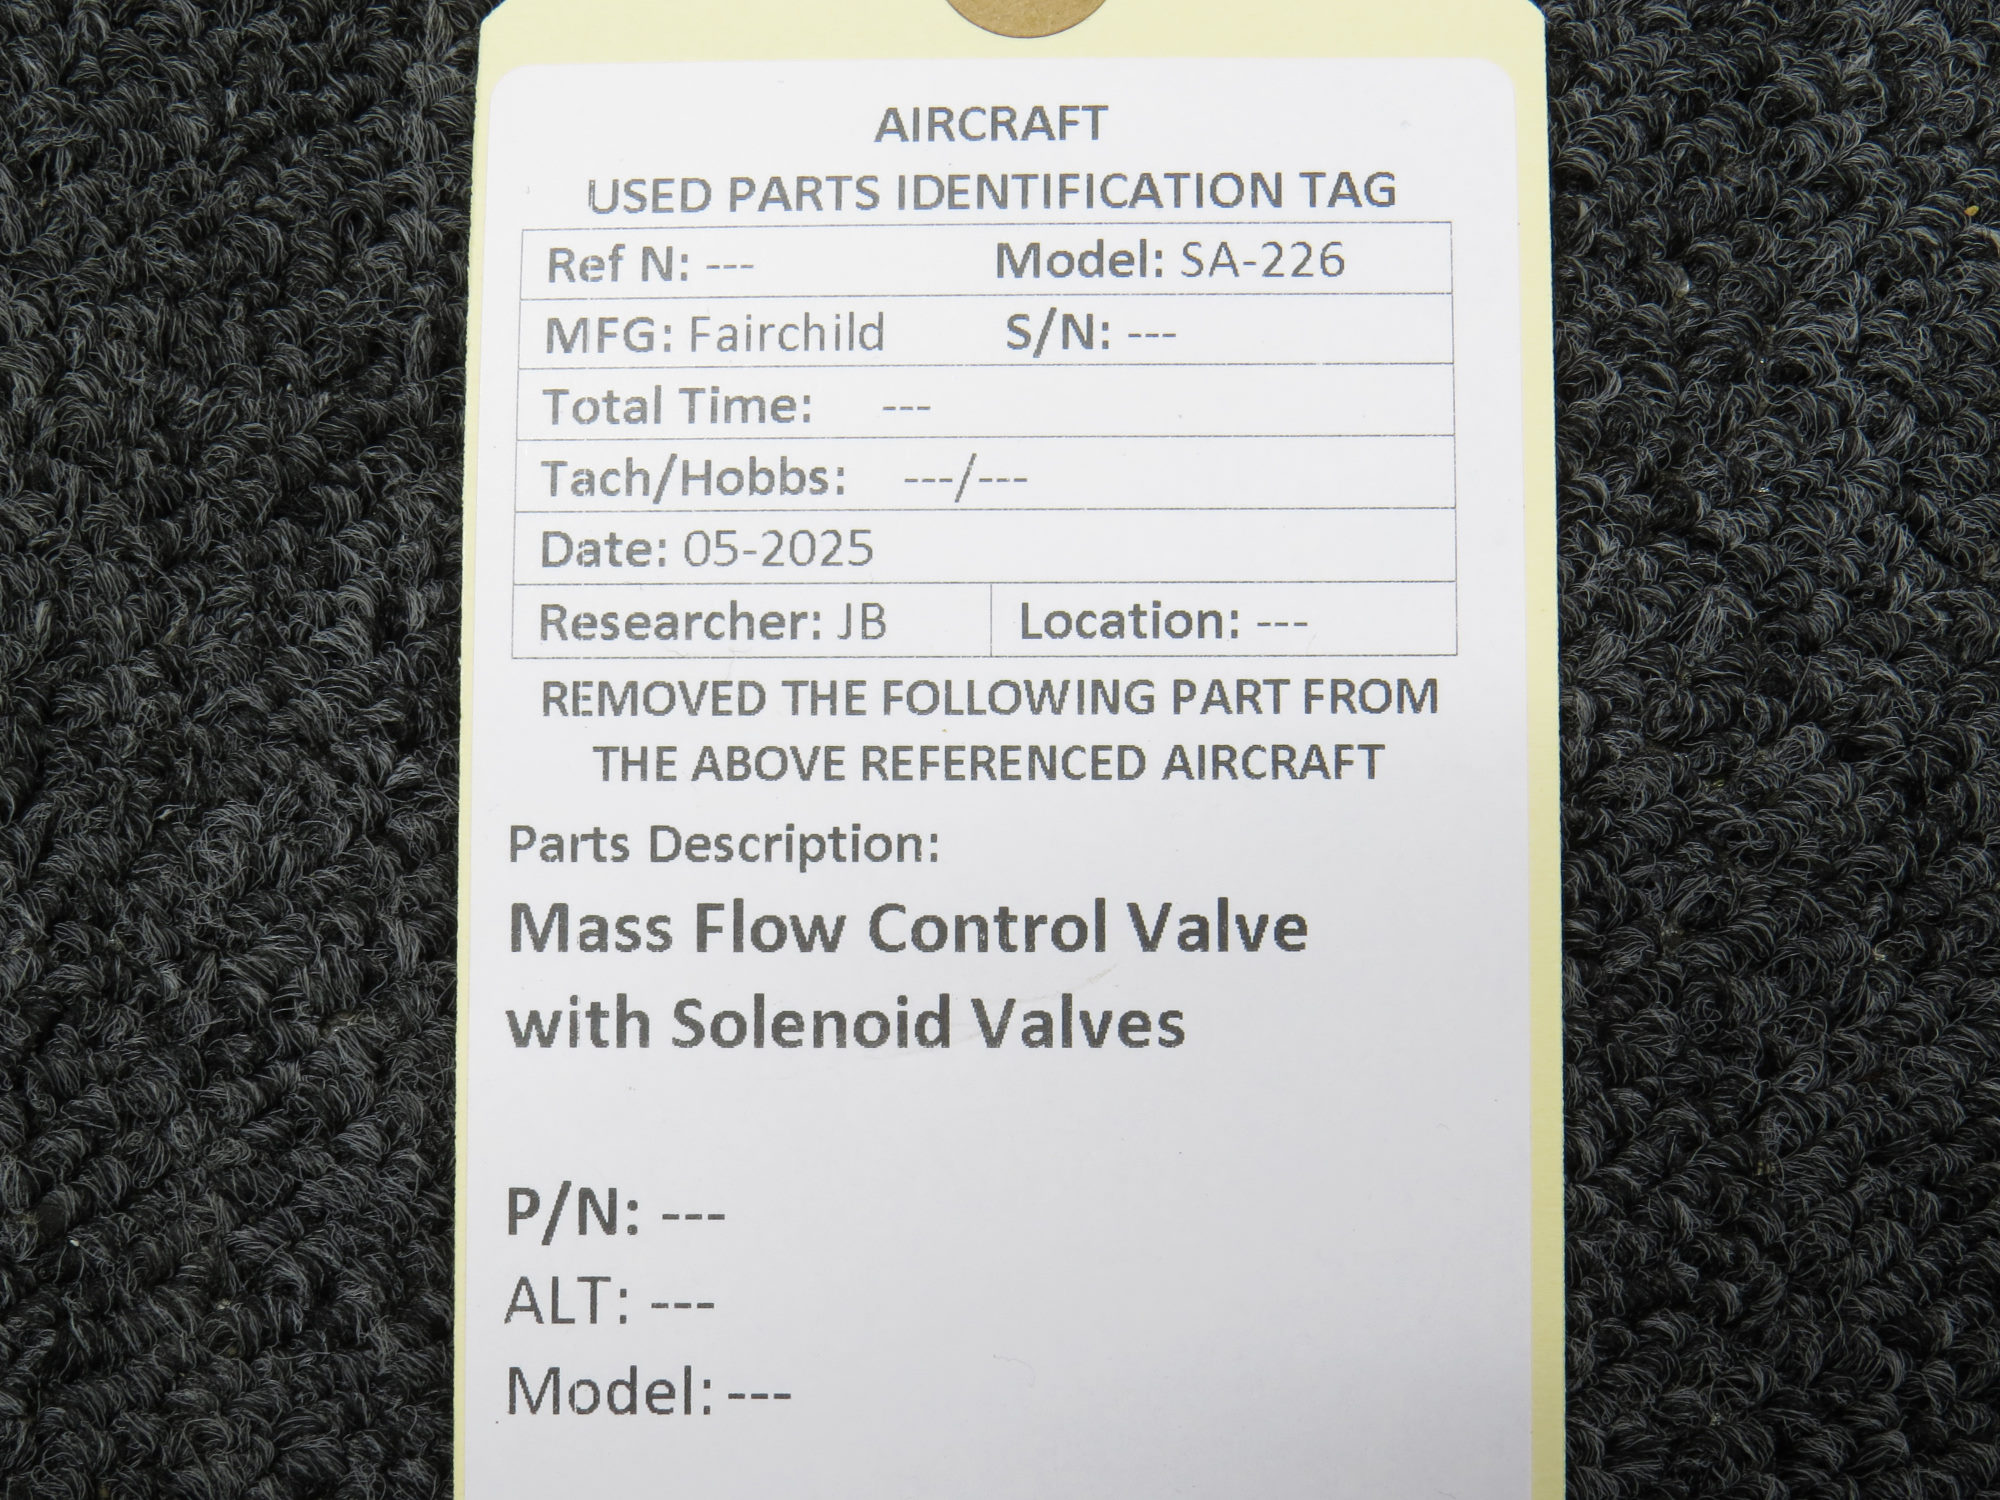 AIRCRAFT
USED PARTS IDENTIFICATION TAG
Ref N: --- Model: SA-226
MFG: Fairchild S/N: ---
Total Time: ---
Tach/Hobbs: ---/---
Date: 05-2025
Researcher: JB Location: ---
REMOVED THE FOLLOWING PART FROM
THE ABOVE REFERENCED AIRCRAFT
Parts Description:
Mass Flow Control Valve
with Solenoid Valves
P/N: ---
ALT: ---
Model: ---